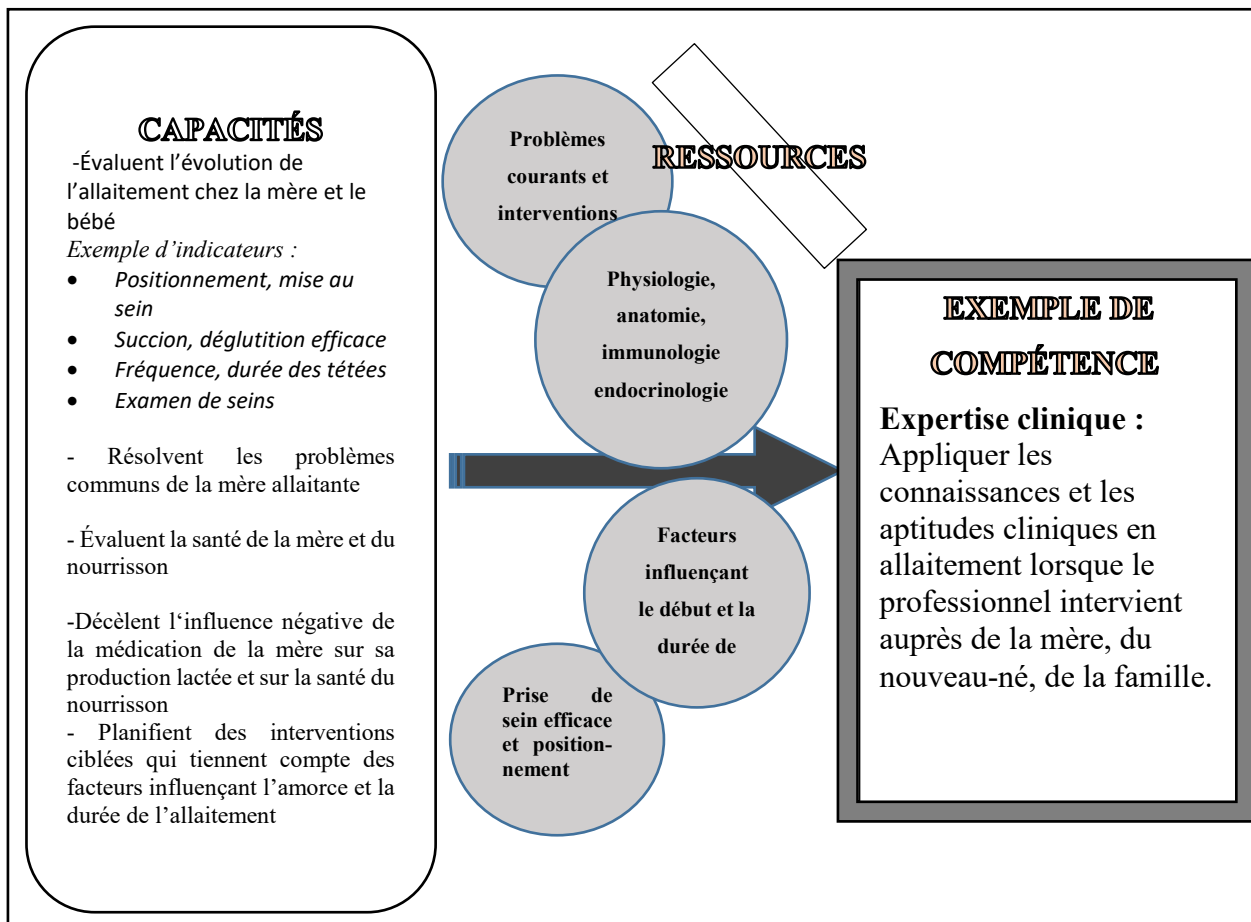 CAPACITÉS
-Évaluent l’évolution de
l’allaitement chez la mère et le
bébé
Exemple d’indicateurs :
• Positionnement, mise au
sein
• Succion, déglutition efficace
• Fréquence, durée des tétées
• Examen de seins
- Résolvent les problèmes
communs de la mère allaitante
- Évaluent la santé de la mère et du
nourrisson
-Décèlent l‘influence négative de
la médication de la mère sur sa
production lactée et sur la santé du
nourrisson
- Planifient des interventions
ciblées qui tiennent compte des
facteurs influençant l’amorce et la
durée de l’allaitement
Problèmes
courants et
interventions
RESSOURCES
Physiologie,
anatomie,
immunologie
endocrinologie
Facteurs
influençant
le début et la
durée de
Prise de
sein efficace
et position-
nement
EXEMPLE DE
COMPÉTENCE
Expertise clinique :
Appliquer les
connaissances et les
aptitudes cliniques en
allaitement lorsque le
professionnel intervient
auprès de la mère, du
nouveau-né, de la famille.